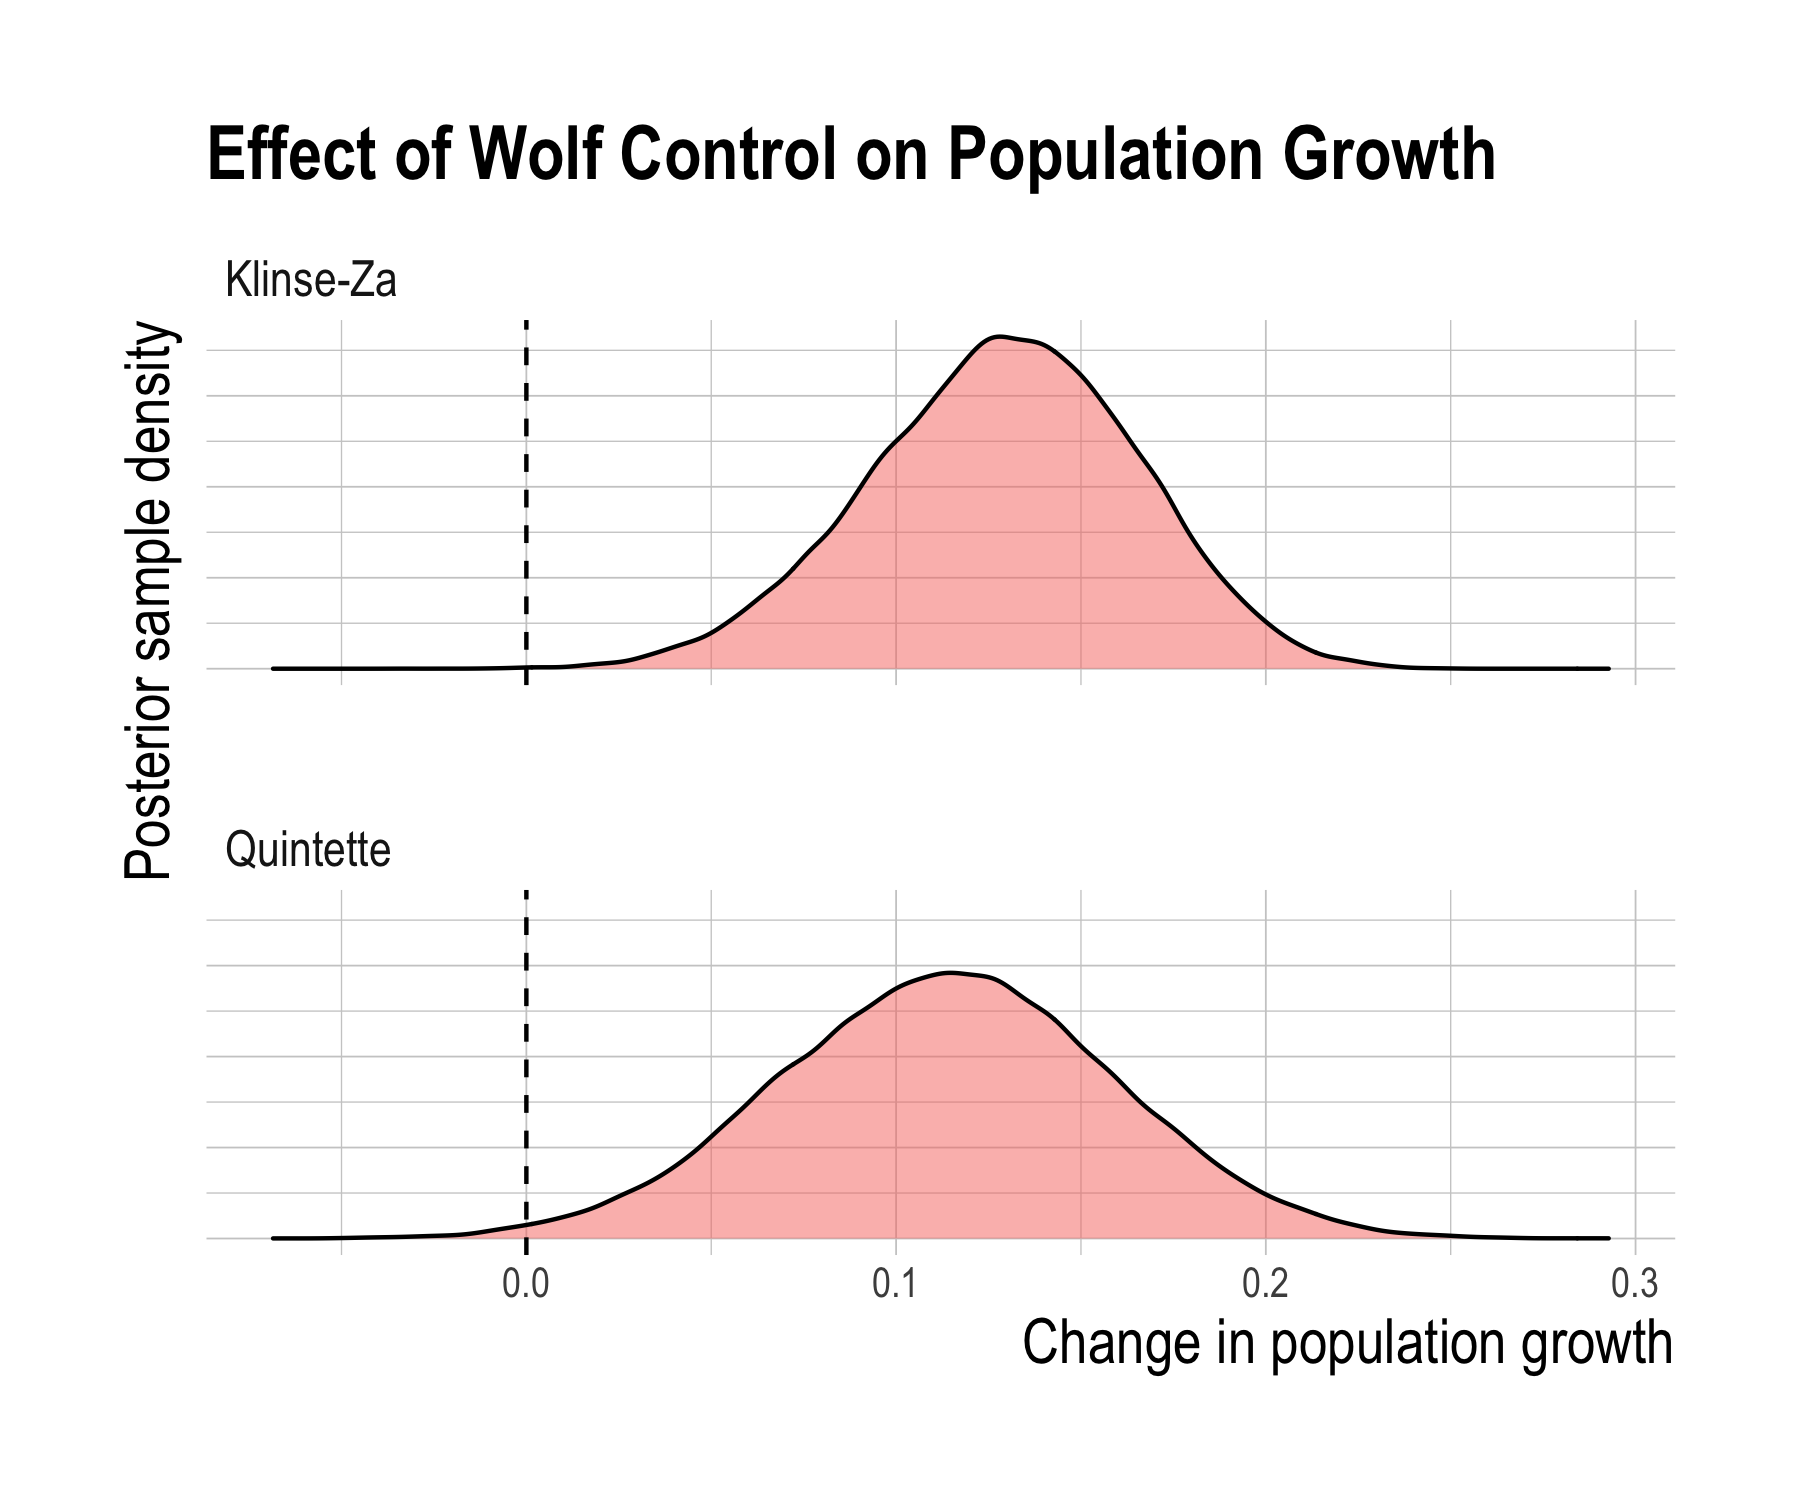 Effect of Wolf Control on Population Growth
Klinse-Za
Posterior sample density
Quintette
0.0 0.1 0.2 0.3
Change in population growth